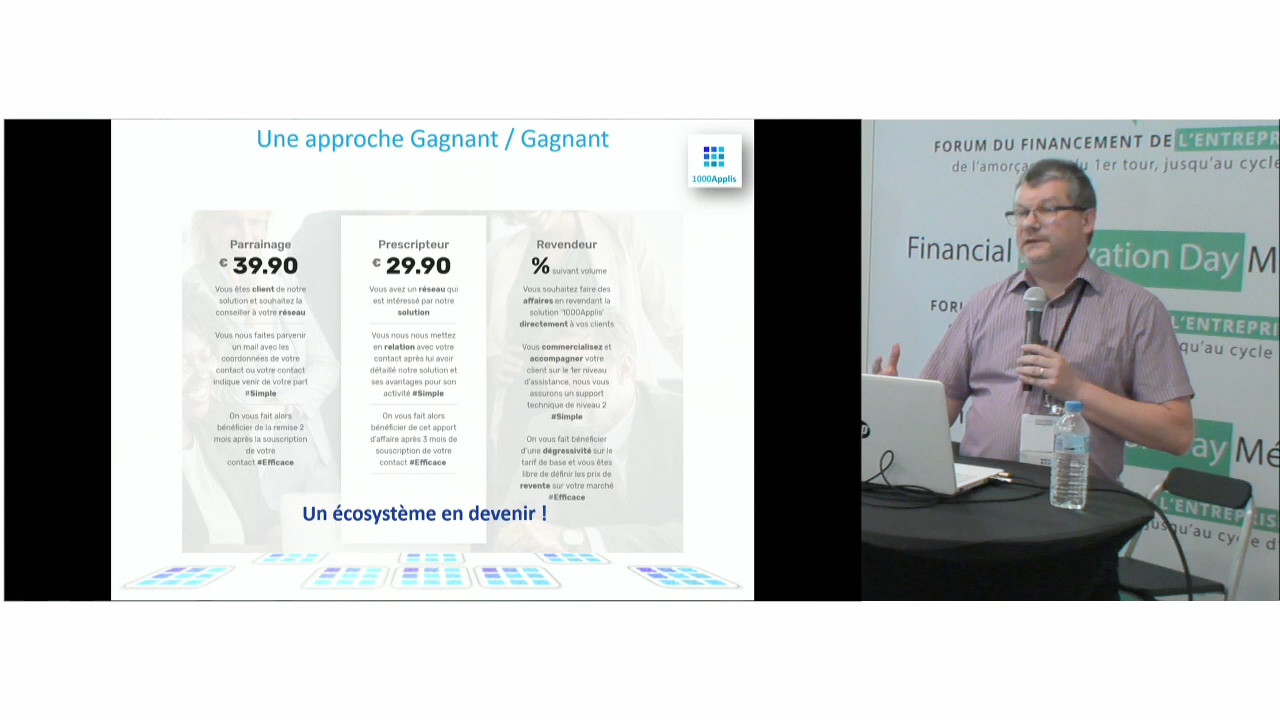 Une approche Gagnant / Gagnant
1000Applis
Parrainage
€ 39.90
Vous êtes client de notre
solution et souhaitez la
conseiller à votre réseau
Vous nous faites parvenir
un mail avec les
coordonnées de votre
contact ou votre contact
indique venir de votre part
#Simple
On vous fait alors
bénéficier de la remise 2
mois après la souscription
de votre
contact #Efficace
Prescripteur
€ 29.90
Vous avez un réseau qui
est intéressé par notre
solution
Vous nous nous mettez
en relation avec votre
contact après lui avoir
détaillé notre solution et
ses avantages pour son
activité #Simple
On vous fait alors
bénéficier de cet apport
d'affaire après 3 mois de
souscription de votre
contact #Efficace
Revendeur
% suivant volume
Vous souhaitez faire des
affaires en revendant la
solution '1000Applis'
directement à vos clients
Vous commercialisez et
accompagner votre
client sur le 1er niveau
d'assistance, nous vous
assurons un support
technique de niveau 2
#Simple
On vous fait bénéficier
d'une dégressivité sur le
tarif de base et vous êtes
libre de définir les prix de
revente sur votre marché
#Efficace
Un écosystème en devenir !
FORUM DU FINANCEMENT DE L'ENTREPR
de l'amorça du 1er tour, jusqu'au cycle
Financial vation Day M
FOR L'ENTREPRI
qu'au cycle
Day Mé
L'ENTREPRIS
jusqu'au cycle d'